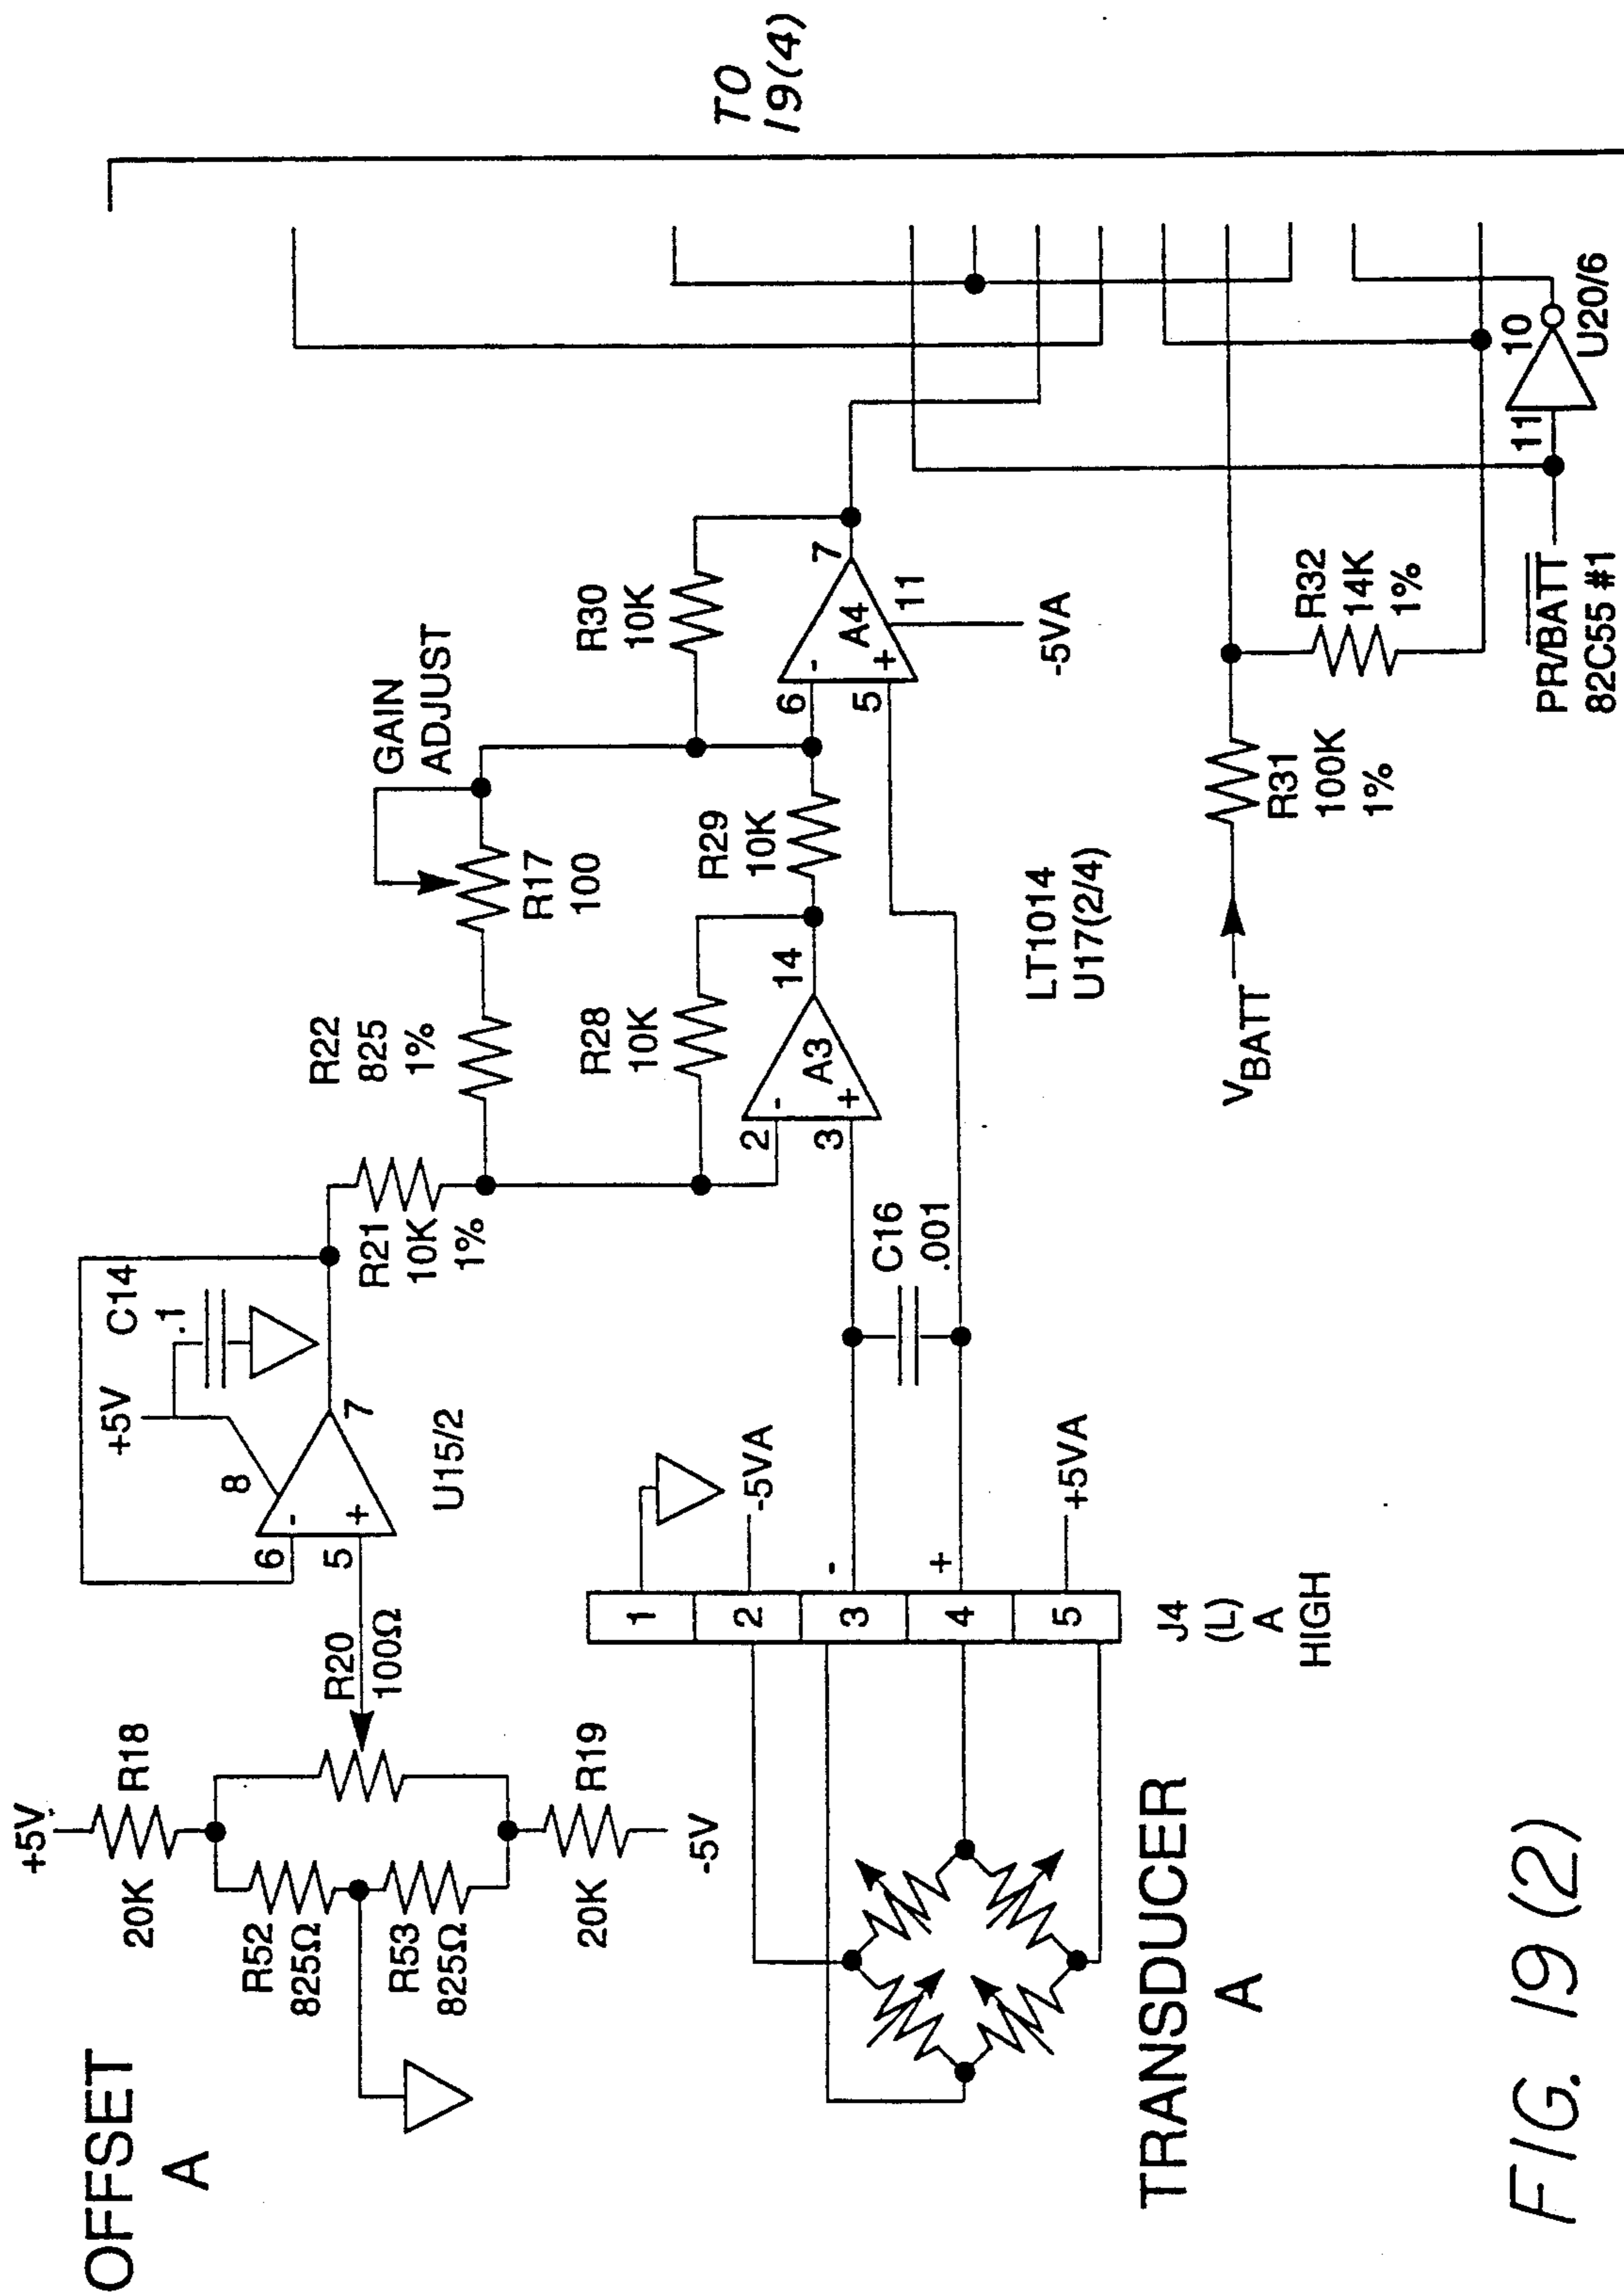 OFFSET
A
+5V
R18
20K
R52
825Ω
R53
825Ω
R20
100Ω
R19
20K
-5V
+5V
C14
.1
8
6
-
5
+
7
U15/2
R21
10K
1%
R22
825
1%
R17
100
GAIN
ADJUST
R28
10K
2
-
3
+
A3
14
R29
10K
R30
10K
6
-
5
+
A4
7
11
-5VA
TO
19(4)
1
2
3
4
5
-5VA
-
+
+5VA
C16
.001
J4
(L)
A
HIGH
LT1014
U17(2/4)
TRANSDUCER
A
VBATT
R31
100K
1%
R32
14K
1%
PR/BATT
82C55 #1
11
10
U20/6
FIG. 19 (2)